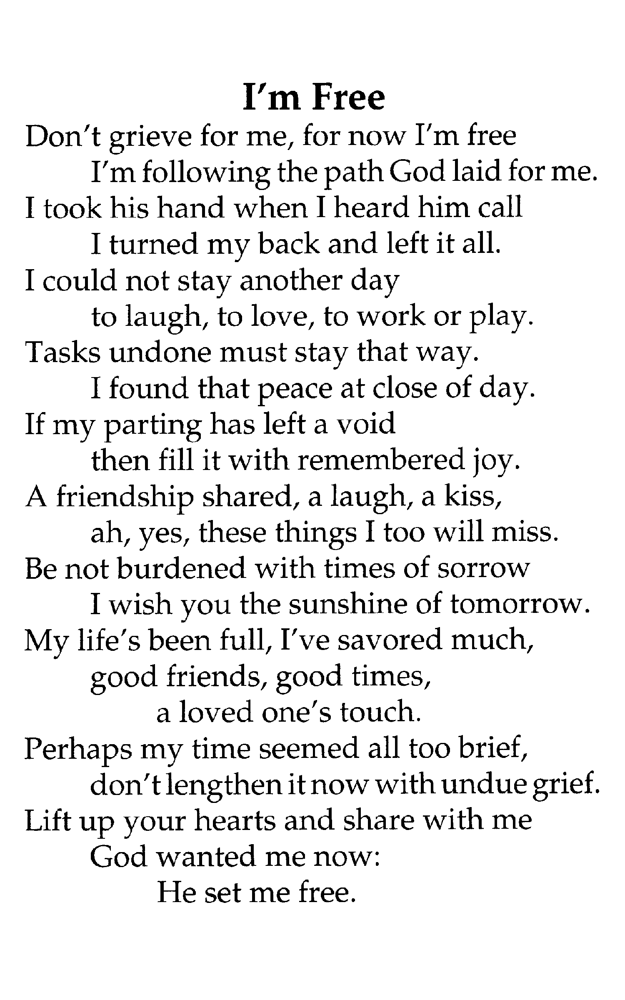 I'm Free
Don't grieve for me, for now I'm free
I'm following the path God laid for me.
I took his hand when I heard him call
I turned my back and left it all.
I could not stay another day
to laugh, to love, to work or play.
Tasks undone must stay that way.
I found that peace at close of day.
If my parting has left a void
then fill it with remembered joy.
A friendship shared, a laugh, a kiss,
ah, yes, these things I too will miss.
Be not burdened with times of sorrow
I wish you the sunshine of tomorrow.
My life's been full, I've savored much,
good friends, good times,
a loved one's touch.
Perhaps my time seemed all too brief,
don't lengthen it now with undue grief.
Lift up your hearts and share with me
God wanted me now:
He set me free.